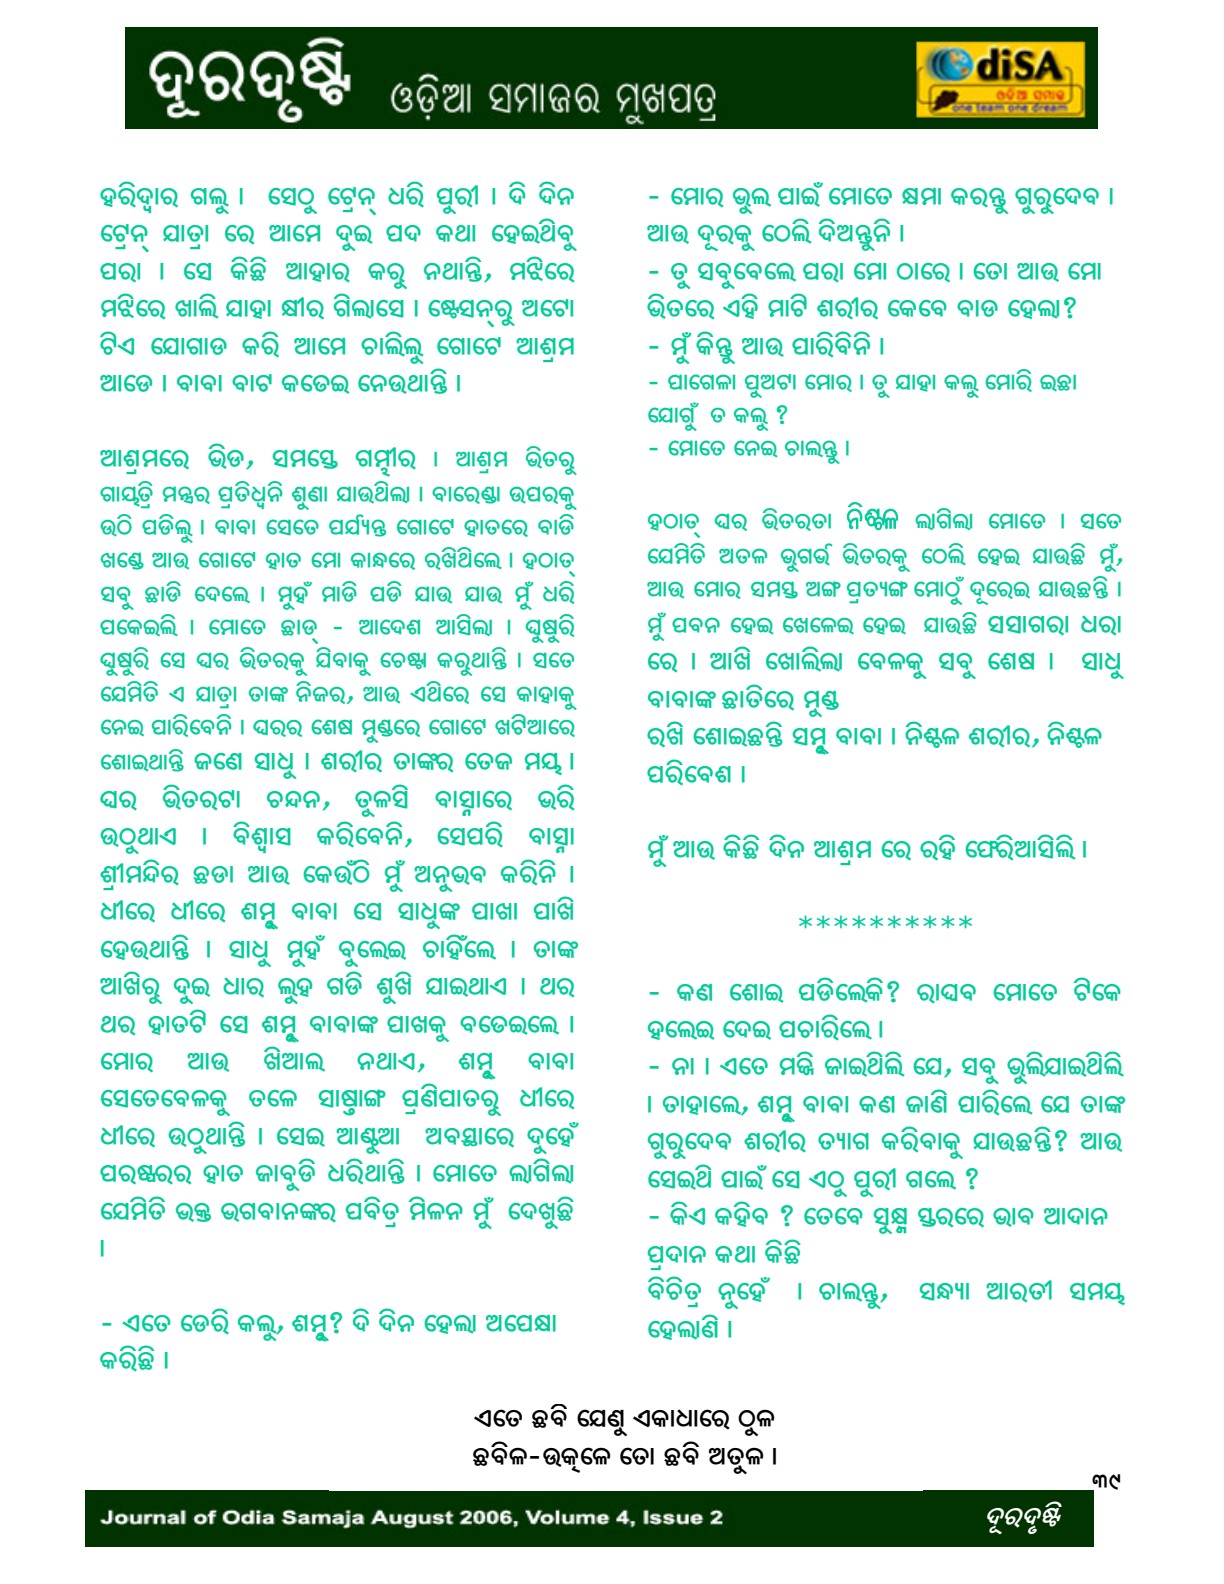 ଦୂରଦୃଷ୍ଟି ଓଡ଼ିଆ ସମାଜର ମୁଖପତ୍ର
odiSA
ଓଡ଼ିଆ ସମାଜ
one team one dream
ହରିଦ୍ୱାର ଗଲୁ । ସେଠୁ ଟ୍ରେନ୍ ଧରି ପୁରୀ । ଦି ଦିନ
ଟ୍ରେନ୍ ଯାତ୍ରା ରେ ଆମେ ଦୁଇ ପଦ କଥା ହେଇଥିବୁ
ପରା । ସେ କିଛି ଆହାର କରୁ ନଥାନ୍ତି, ମଝିରେ
ମଝିରେ ଖାଲି ଯାହା କ୍ଷୀର ଗିଲାସେ । ଷ୍ଟେସନ୍‌ରୁ ଅଟୋ
ଟିଏ ଯୋଗାଡ କରି ଆମେ ଚାଲିଲୁ ଗୋଟେ ଆଶ୍ରମ
ଆଡେ । ବାବା ବାଟ କଡେଇ ନେଉଥାନ୍ତି ।
ଆଶ୍ରମରେ ଭିଡ, ସମସ୍ତେ ଗମ୍ଭୀର । ଆଶ୍ରମ ଭିତରୁ
ଗାୟତ୍ରି ମନ୍ତ୍ରର ପ୍ରତିଧ୍ୱନି ଶୁଣା ଯାଉଥିଲା । ବାରେଣ୍ଡା ଉପରକୁ
ଉଠି ପଡିଲୁ । ବାବା ସେତେ ପର୍ଯ୍ୟନ୍ତ ଗୋଟେ ହାତରେ ବାଡି
ଖଣ୍ଡେ ଆଉ ଗୋଟେ ହାତ ମୋ କାନ୍ଧରେ ରଖିଥିଲେ । ହଠାତ୍
ସବୁ ଛାଡି ଦେଲେ । ମୁହଁ ମାଡି ପଡି ଯାଉ ଯାଉ ମୁଁ ଧରି
ପକେଇଲି । ମୋତେ ଛାଡ୍ - ଆଦେଶ ଆସିଲା । ଘୁଷୁରି
ଘୁଷୁରି ସେ ଘର ଭିତରକୁ ଯିବାକୁ ଚେଷ୍ଟା କରୁଥାନ୍ତି । ସତେ
ଯେମିତି ଏ ଯାତ୍ରା ତାଙ୍କ ନିଜର, ଆଉ ଏଥିରେ ସେ କାହାକୁ
ନେଇ ପାରିବେନି । ଘରର ଶେଷ ମୁଣ୍ଡରେ ଗୋଟେ ଖଟିଆରେ
ଶୋଇଥାନ୍ତି ଜଣେ ସାଧୁ । ଶରୀର ତାଙ୍କର ତେଜ ମୟ ।
ଘର ଭିତରଟା ଚନ୍ଦନ, ତୁଳସି ବାସ୍ନାରେ ଭରି
ଉଠୁଥାଏ । ବିଶ୍ୱାସ କରିବେନି, ସେପରି ବାସ୍ନା
ଶ୍ରୀମନ୍ଦିର ଛଡା ଆଉ କେଉଁଠି ମୁଁ ଅନୁଭବ କରିନି ।
ଧୀରେ ଧୀରେ ଶମ୍ଭୁ ବାବା ସେ ସାଧୁଙ୍କ ପାଖା ପାଖି
ହେଉଥାନ୍ତି । ସାଧୁ ମୁହଁ ବୁଲେଇ ଚାହିଁଲେ । ତାଙ୍କ
ଆଖିରୁ ଦୁଇ ଧାର ଲୁହ ଗଡି ଶୁଖି ଯାଇଥାଏ । ଥର
ଥର ହାତଟି ସେ ଶମ୍ଭୁ ବାବାଙ୍କ ପାଖକୁ ବଢେଇଲେ ।
ମୋର ଆଉ ଖିଆଲ ନଥାଏ, ଶମ୍ଭୁ ବାବା
ସେତେବେଳକୁ ତଳେ ସାଷ୍ଟାଙ୍ଗ ପ୍ରଣିପାତରୁ ଧୀରେ
ଧୀରେ ଉଠୁଥାନ୍ତି । ସେଇ ଆଣ୍ଠୁଆ ଅବସ୍ଥାରେ ଦୁହେଁ
ପରଷ୍ପରର ହାତ ଜାବୁଡି ଧରିଥାନ୍ତି । ମୋତେ ଲାଗିଲା
ଯେମିତି ଭକ୍ତ ଭଗବାନଙ୍କର ପବିତ୍ର ମିଳନ ମୁଁ ଦେଖୁଛି
।
- ଏତେ ଡେରି କଲୁ, ଶମ୍ଭୁ? ଦି ଦିନ ହେଲା ଅପେକ୍ଷା
କରିଛି ।
- ମୋର ଭୁଲ ପାଇଁ ମୋତେ କ୍ଷମା କରନ୍ତୁ ଗୁରୁଦେବ ।
ଆଉ ଦୂରକୁ ଠେଲି ଦିଅନ୍ତୁନି ।
- ତୁ ସବୁବେଲେ ପରା ମୋ ଠାରେ । ତୋ ଆଉ ମୋ
ଭିତରେ ଏହି ମାଟି ଶରୀର କେବେ ବାଡ ହେଲା?
- ମୁଁ କିନ୍ତୁ ଆଉ ପାରିବିନି ।
- ପାଗେଳା ପୁଅଟା ମୋର । ତୁ ଯାହା କଲୁ ମୋରି ଇଛା
ଯୋଗୁଁ ତ କଲୁ ?
- ମୋତେ ନେଇ ଚାଲନ୍ତୁ ।
ହଠାତ୍ ଘର ଭିତରଟା ନିଶ୍ଚଳ ଲାଗିଲା ମୋତେ । ସତେ
ଯେମିତି ଅତଳ ଭୁଗର୍ଭ ଭିତରକୁ ଠେଲି ହେଇ ଯାଉଛି ମୁଁ,
ଆଉ ମୋର ସମସ୍ତ ଅଙ୍ଗ ପ୍ରତ୍ୟଙ୍ଗ ମୋଠୁଁ ଦୂରେଇ ଯାଉଛନ୍ତି ।
ମୁଁ ପବନ ହେଇ ଖେଳେଇ ହେଇ ଯାଉଛି ସସାଗରା ଧରା
ରେ । ଆଖି ଖୋଲିଲା ବେଳକୁ ସବୁ ଶେଷ । ସାଧୁ
ବାବାଙ୍କ ଛାତିରେ ମୁଣ୍ଡ
ରଖି ଶୋଇଛନ୍ତି ସମ୍ଭୁ ବାବା । ନିଶ୍ଚଳ ଶରୀର, ନିଶ୍ଚଳ
ପରିବେଶ ।
ମୁଁ ଆଉ କିଛି ଦିନ ଆଶ୍ରମ ରେ ରହି ଫେରିଆସିଲି ।
**********
- କଣ ଶୋଇ ପଡିଲେକି? ରାଘବ ମୋତେ ଟିକେ
ହଲେଇ ଦେଇ ପଚାରିଲେ ।
- ନା । ଏତେ ମଜ୍ଜି ଜାଇଥିଲି ଯେ, ସବୁ ଭୁଲିଯାଇଥିଲି
। ତାହାଲେ, ଶମ୍ଭୁ ବାବା କଣ ଜାଣି ପାରିଲେ ଯେ ତାଙ୍କ
ଗୁରୁଦେବ ଶରୀର ତ୍ୟାଗ କରିବାକୁ ଯାଉଛନ୍ତି? ଆଉ
ସେଇଥି ପାଇଁ ସେ ଏଠୁ ପୁରୀ ଗଲେ ?
- କିଏ କହିବ ? ତେବେ ସୁକ୍ଷ୍ମ ସ୍ତରରେ ଭାବ ଆଦାନ
ପ୍ରଦାନ କଥା କିଛି
ବିଚିତ୍ର ନୁହେଁ । ଚାଲନ୍ତୁ, ସନ୍ଧ୍ୟା ଆରତୀ ସମୟ
ହେଲାଣି ।
ଏତେ ଛବି ଯେଣୁ ଏକାଧାରେ ଠୁଳ
ଛବିଳ-ଉତ୍କଳେ ତୋ ଛବି ଅତୁଳ ।
୩୯
Journal of Odia Samaja August 2006, Volume 4, Issue 2 ଦୂରଦୃଷ୍ଟି